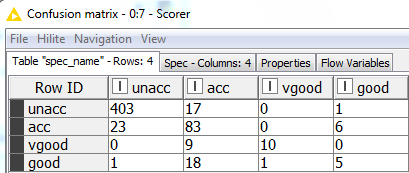 Confusion matrix - 0:7 - Scorer
File Hilite Navigation View
Table "spec_name" - Rows: 4 Spec - Columns: 4 Properties Flow Variables
Row ID I unacc I acc I vgood I good
unacc 403 17 0 1
acc 23 83 0 6
vgood 0 9 10 0
good 1 18 1 5